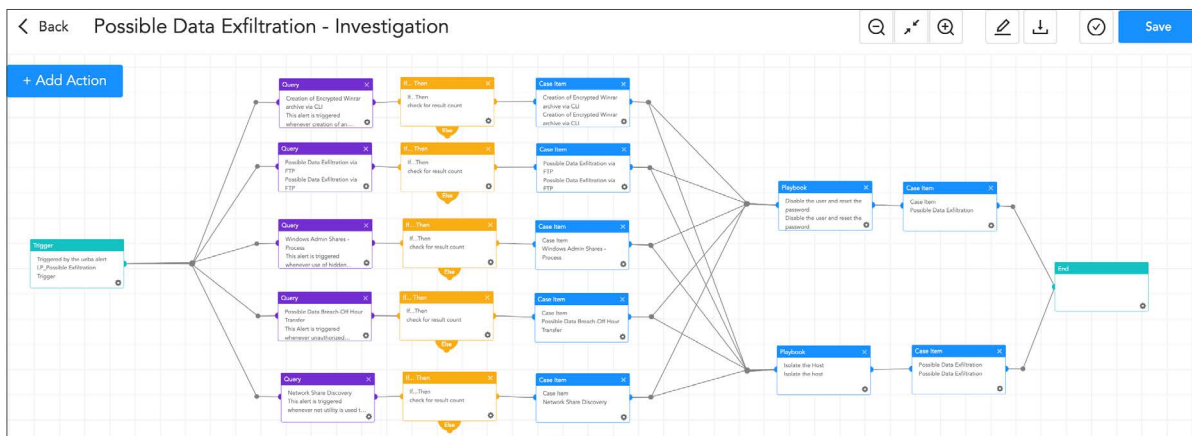 Back
Possible Data Exfiltration - Investigation
Save
+ Add Action
Trigger
Triggered by the ueba alert
LP_Possible Exfiltration
Trigger
Query
Creation of Encrypted Winrar
archive via CLI
This alert is triggered
whenever creation of an...
If... Then
If...Then
check for result count
Else
Case Item
Creation of Encrypted Winrar
archive via CLI
Creation of Encrypted Winrar
archive via CLI
Query
Possible Data Exfiltration via
FTP
Possible Data Exfiltration via
FTP
If... Then
If...Then
check for result count
Else
Case Item
Possible Data Exfiltration via
FTP
Possible Data Exfiltration via
FTP
Query
Windows Admin Shares -
Process
This alert is triggered
whenever use of hidden...
If... Then
If...Then
check for result count
Else
Case Item
Case Item
Windows Admin Shares -
Process
Query
Possible Data Breach-Off Hour
Transfer
This Alert is triggered
whenever unauthorized...
If... Then
If...Then
check for result count
Else
Case Item
Case Item
Possible Data Breach-Off Hour
Transfer
Query
Network Share Discovery
This alert is triggered
whenever net utility is used t...
If... Then
If...Then
check for result count
Else
Case Item
Case Item
Network Share Discovery
Playbook
Disable the user and reset the
password
Disable the user and reset the
password
Case Item
Case Item
Possible Data Exfiltration
Playbook
Isolate the Host
Isolate the host
Case Item
Possible Data Exfiltration
Possible Data Exfiltration
End